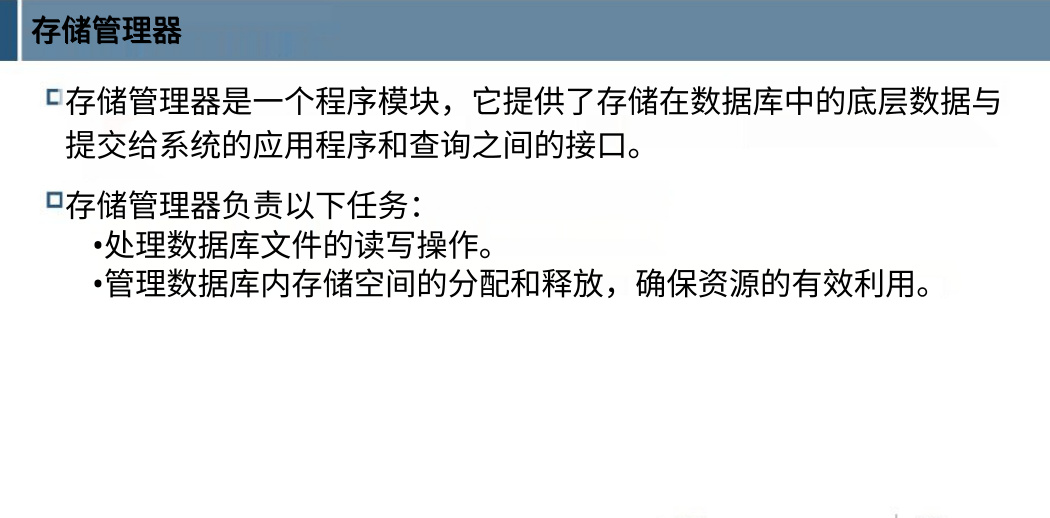 存储管理器
存储管理器是一个程序模块，它提供了存储在数据库中的底层数据与
提交给系统的应用程序和查询之间的接口。
存储管理器负责以下任务：
•处理数据库文件的读写操作。
•管理数据库内存储空间的分配和释放，确保资源的有效利用。